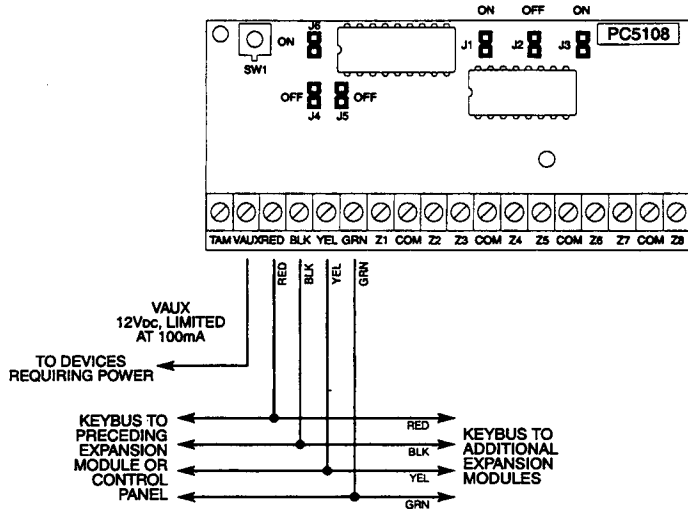 ON OFF ON
J6
ON
SW1
J1 J2 J3
PC5108
OFF OFF
J4 J5
TAM VAUX RED BLK YEL GRN Z1 COM Z2 Z3 COM Z4 Z5 COM Z6 Z7 COM Z8
RED
BLK
YEL
GRN
VAUX
12VDC, LIMITED
AT 100mA
TO DEVICES
REQUIRING POWER
KEYBUS TO
PRECEDING
EXPANSION
MODULE OR
CONTROL
PANEL
RED
BLK
YEL
GRN
KEYBUS TO
ADDITIONAL
EXPANSION
MODULES